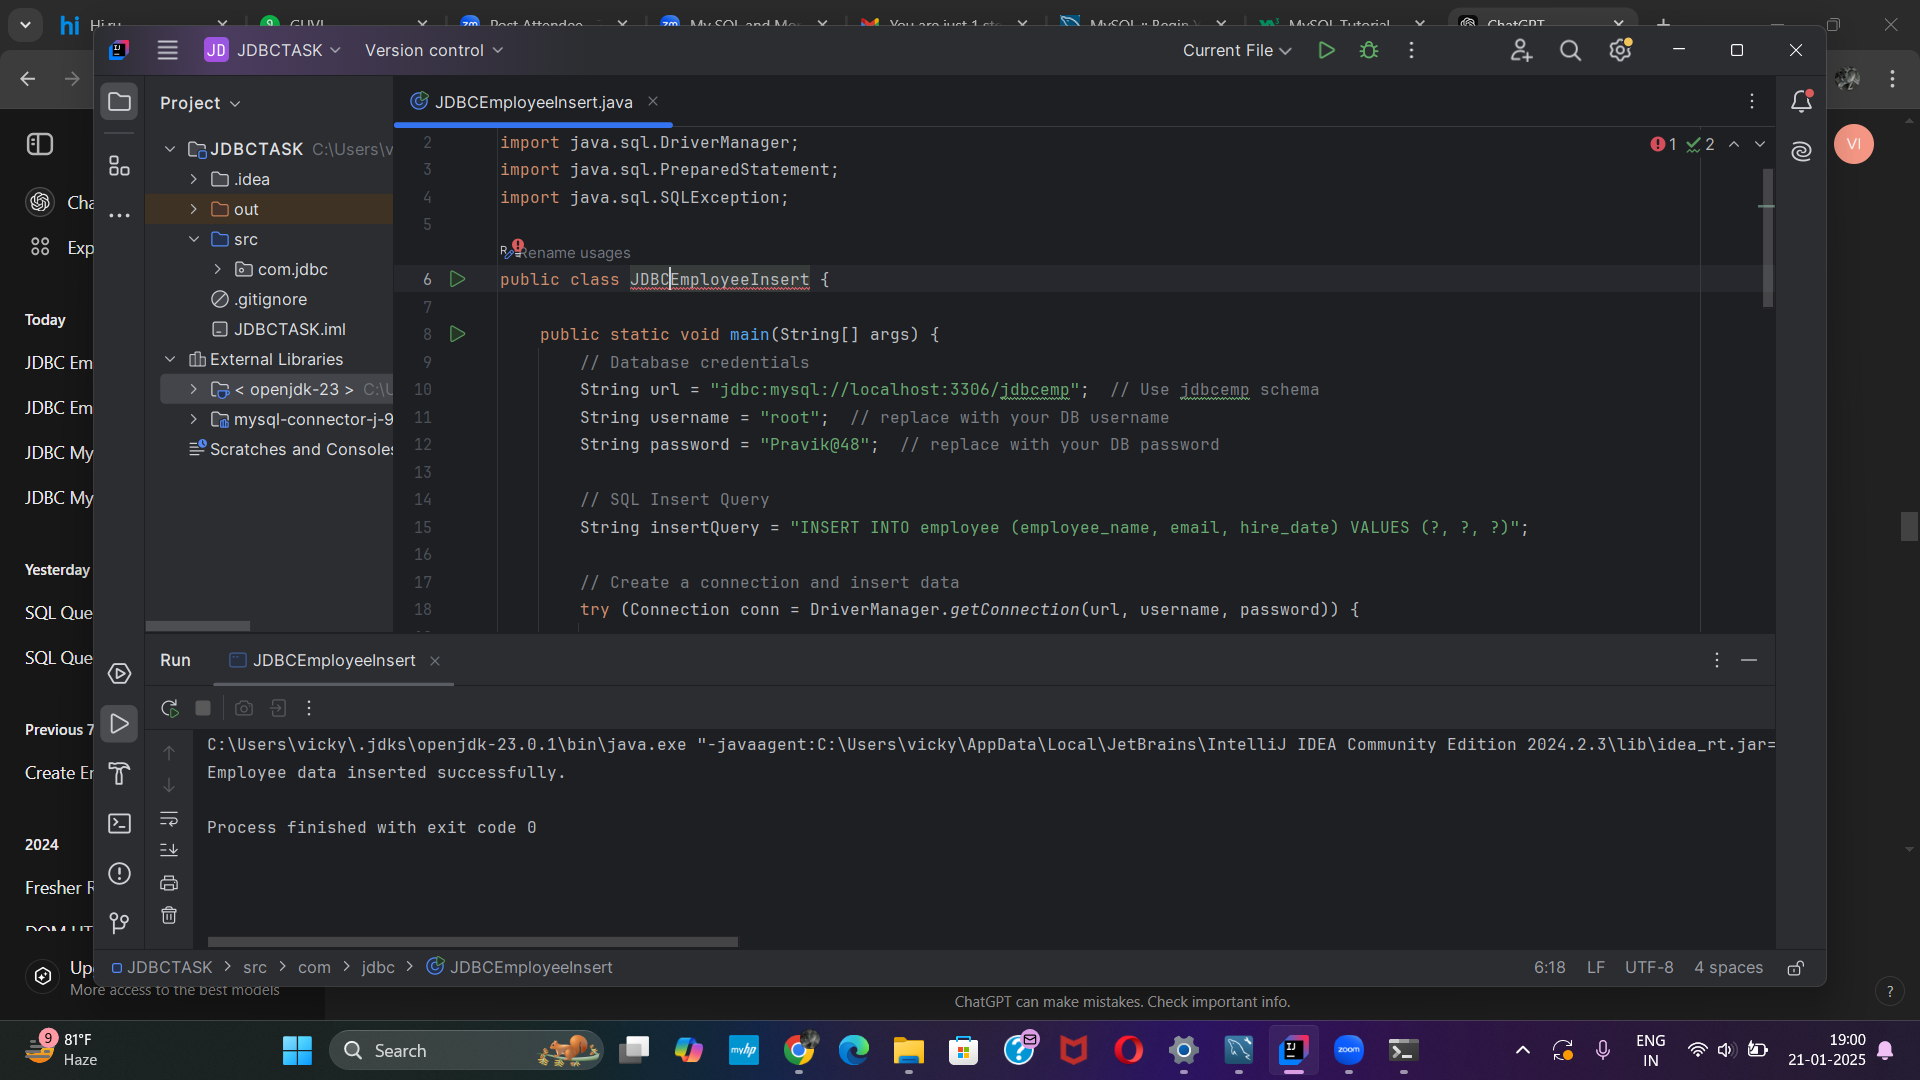 hi Hi ru
GUVI
Post Attendee
My SQL and Mo
You are just 1 st
MySQL :: Begin
MySQL Tutorial
ChatGPT
JD JDBCTASK
Version control
Current File
Project
JDBCEmployeeInsert.java
VI
JDBCTASK C:\Users\v
.idea
out
src
com.jdbc
.gitignore
JDBCTASK.iml
External Libraries
< openjdk-23 > C:\U
mysql-connector-j-9
Scratches and Consoles
Cha
Exp
Today
JDBC Em
JDBC Em
JDBC My
JDBC My
Yesterday
SQL Que
SQL Que
Previous 7
Create En
2024
Fresher R
Up
More access to the best models
1 2
2 import java.sql.DriverManager;
3 import java.sql.PreparedStatement;
4 import java.sql.SQLException;
5
Rename usages
6 public class JDBCEmployeeInsert {
7
8 public static void main(String[] args) {
9 // Database credentials
10 String url = "jdbc:mysql://localhost:3306/jdbcemp"; // Use jdbcemp schema
11 String username = "root"; // replace with your DB username
12 String password = "Pravik@48"; // replace with your DB password
13
14 // SQL Insert Query
15 String insertQuery = "INSERT INTO employee (employee_name, email, hire_date) VALUES (?, ?, ?)";
16
17 // Create a connection and insert data
18 try (Connection conn = DriverManager.getConnection(url, username, password)) {
Run
JDBCEmployeeInsert
C:\Users\vicky\.jdks\openjdk-23.0.1\bin\java.exe "-javaagent:C:\Users\vicky\AppData\Local\JetBrains\IntelliJ IDEA Community Edition 2024.2.3\lib\idea_rt.jar=
Employee data inserted successfully.
Process finished with exit code 0
JDBCTASK > src > com > jdbc > JDBCEmployeeInsert
6:18 LF UTF-8 4 spaces
ChatGPT can make mistakes. Check important info.
?
9
81°F
Haze
Search
myhp
zoom
ENG
IN
19:00
21-01-2025